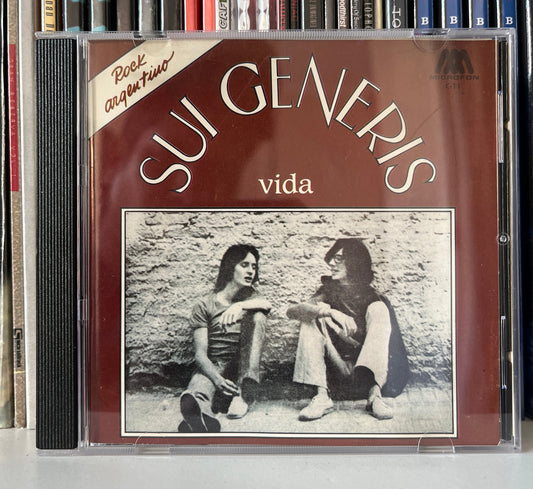 Rock
argentino
SUI GENERIS
vida
MICROFON